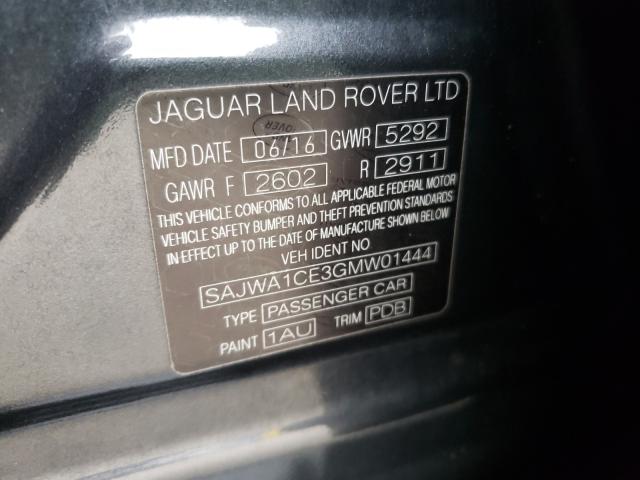 JAGUAR LAND ROVER LTD
MFD DATE 06/16 GVWR 5292
GAWR F 2602 R 2911
THIS VEHICLE CONFORMS TO ALL APPLICABLE FEDERAL MOTOR
VEHICLE SAFETY BUMPER AND THEFT PREVENTION STANDARDS
IN EFFECT UP TO THE DATE OF MANUFACTURE SHOWN BELOW
VEH IDENT NO
SAJWA1CE3GMW01444
TYPE PASSENGER CAR
PAINT 1AU TRIM PDB